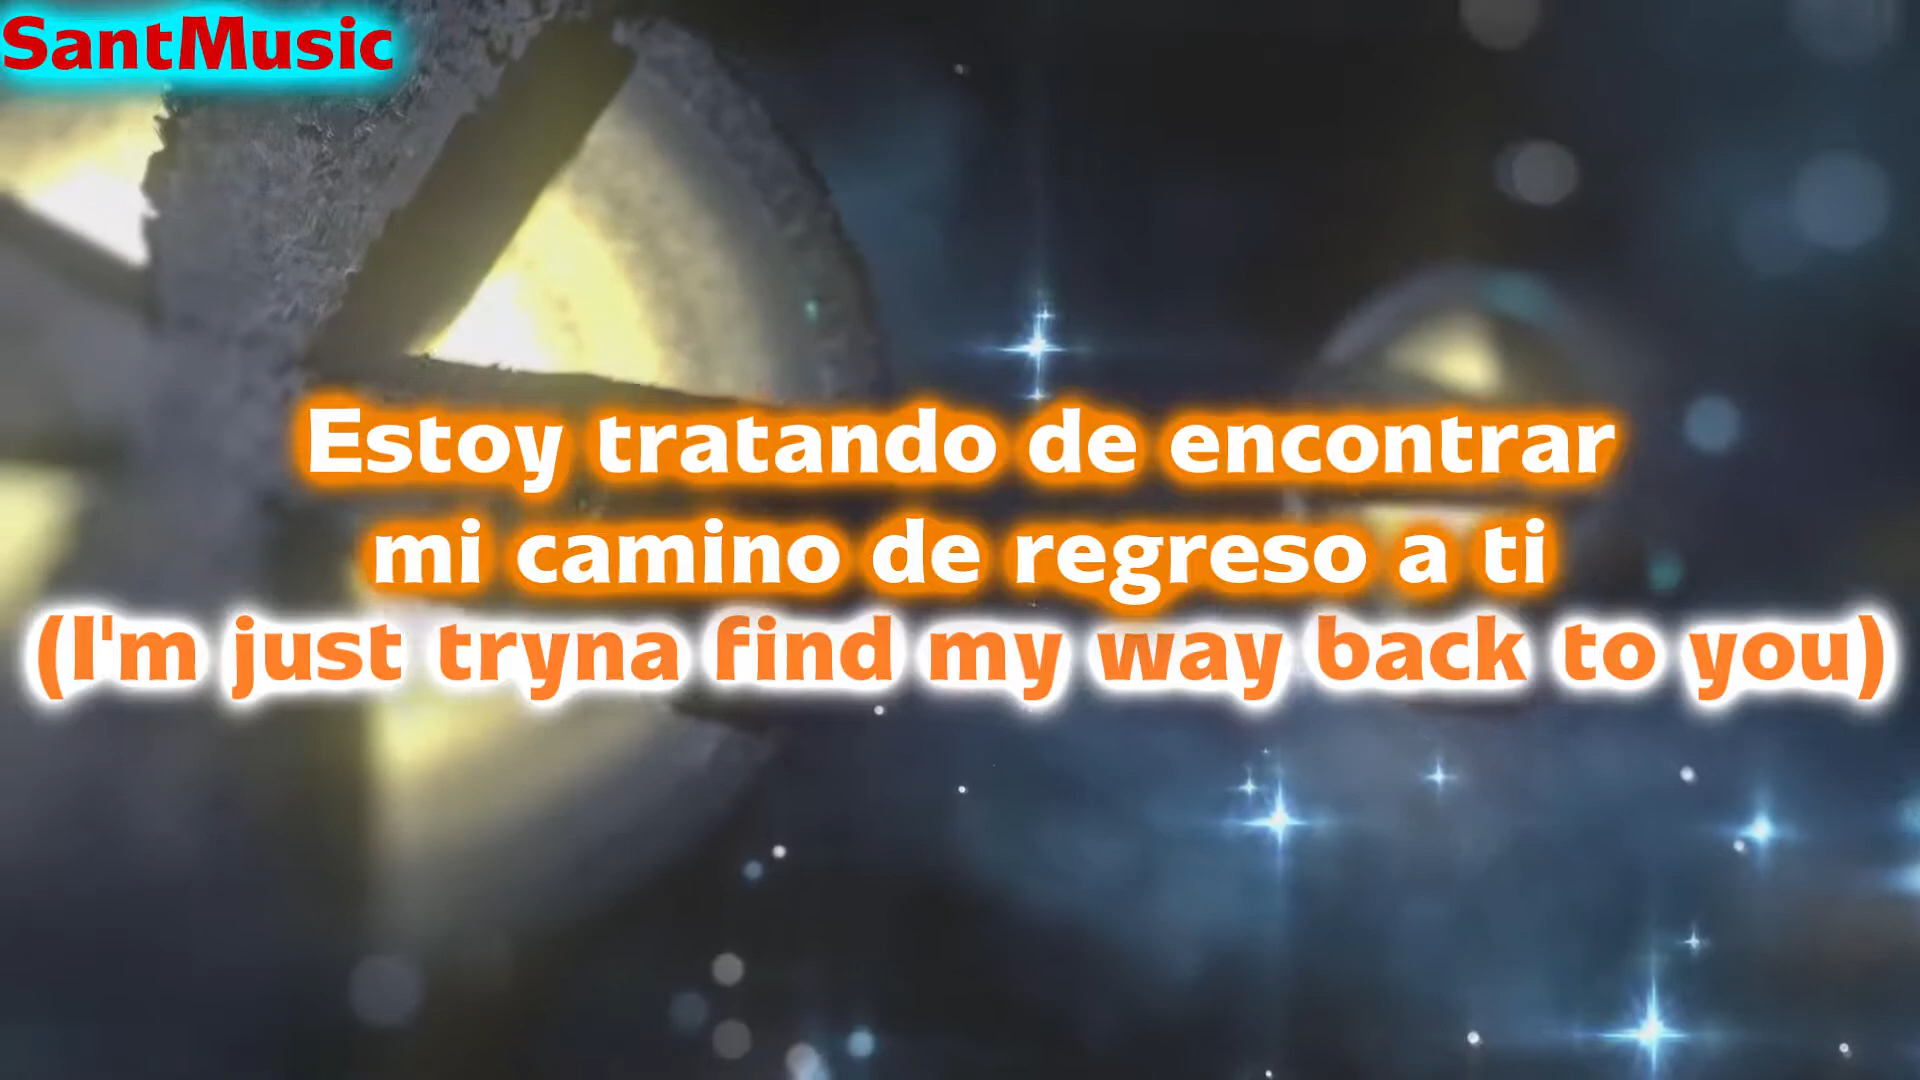 SantMusic
Estoy tratando de encontrar
mi camino de regreso a ti
(I'm just tryna find my way back to you)